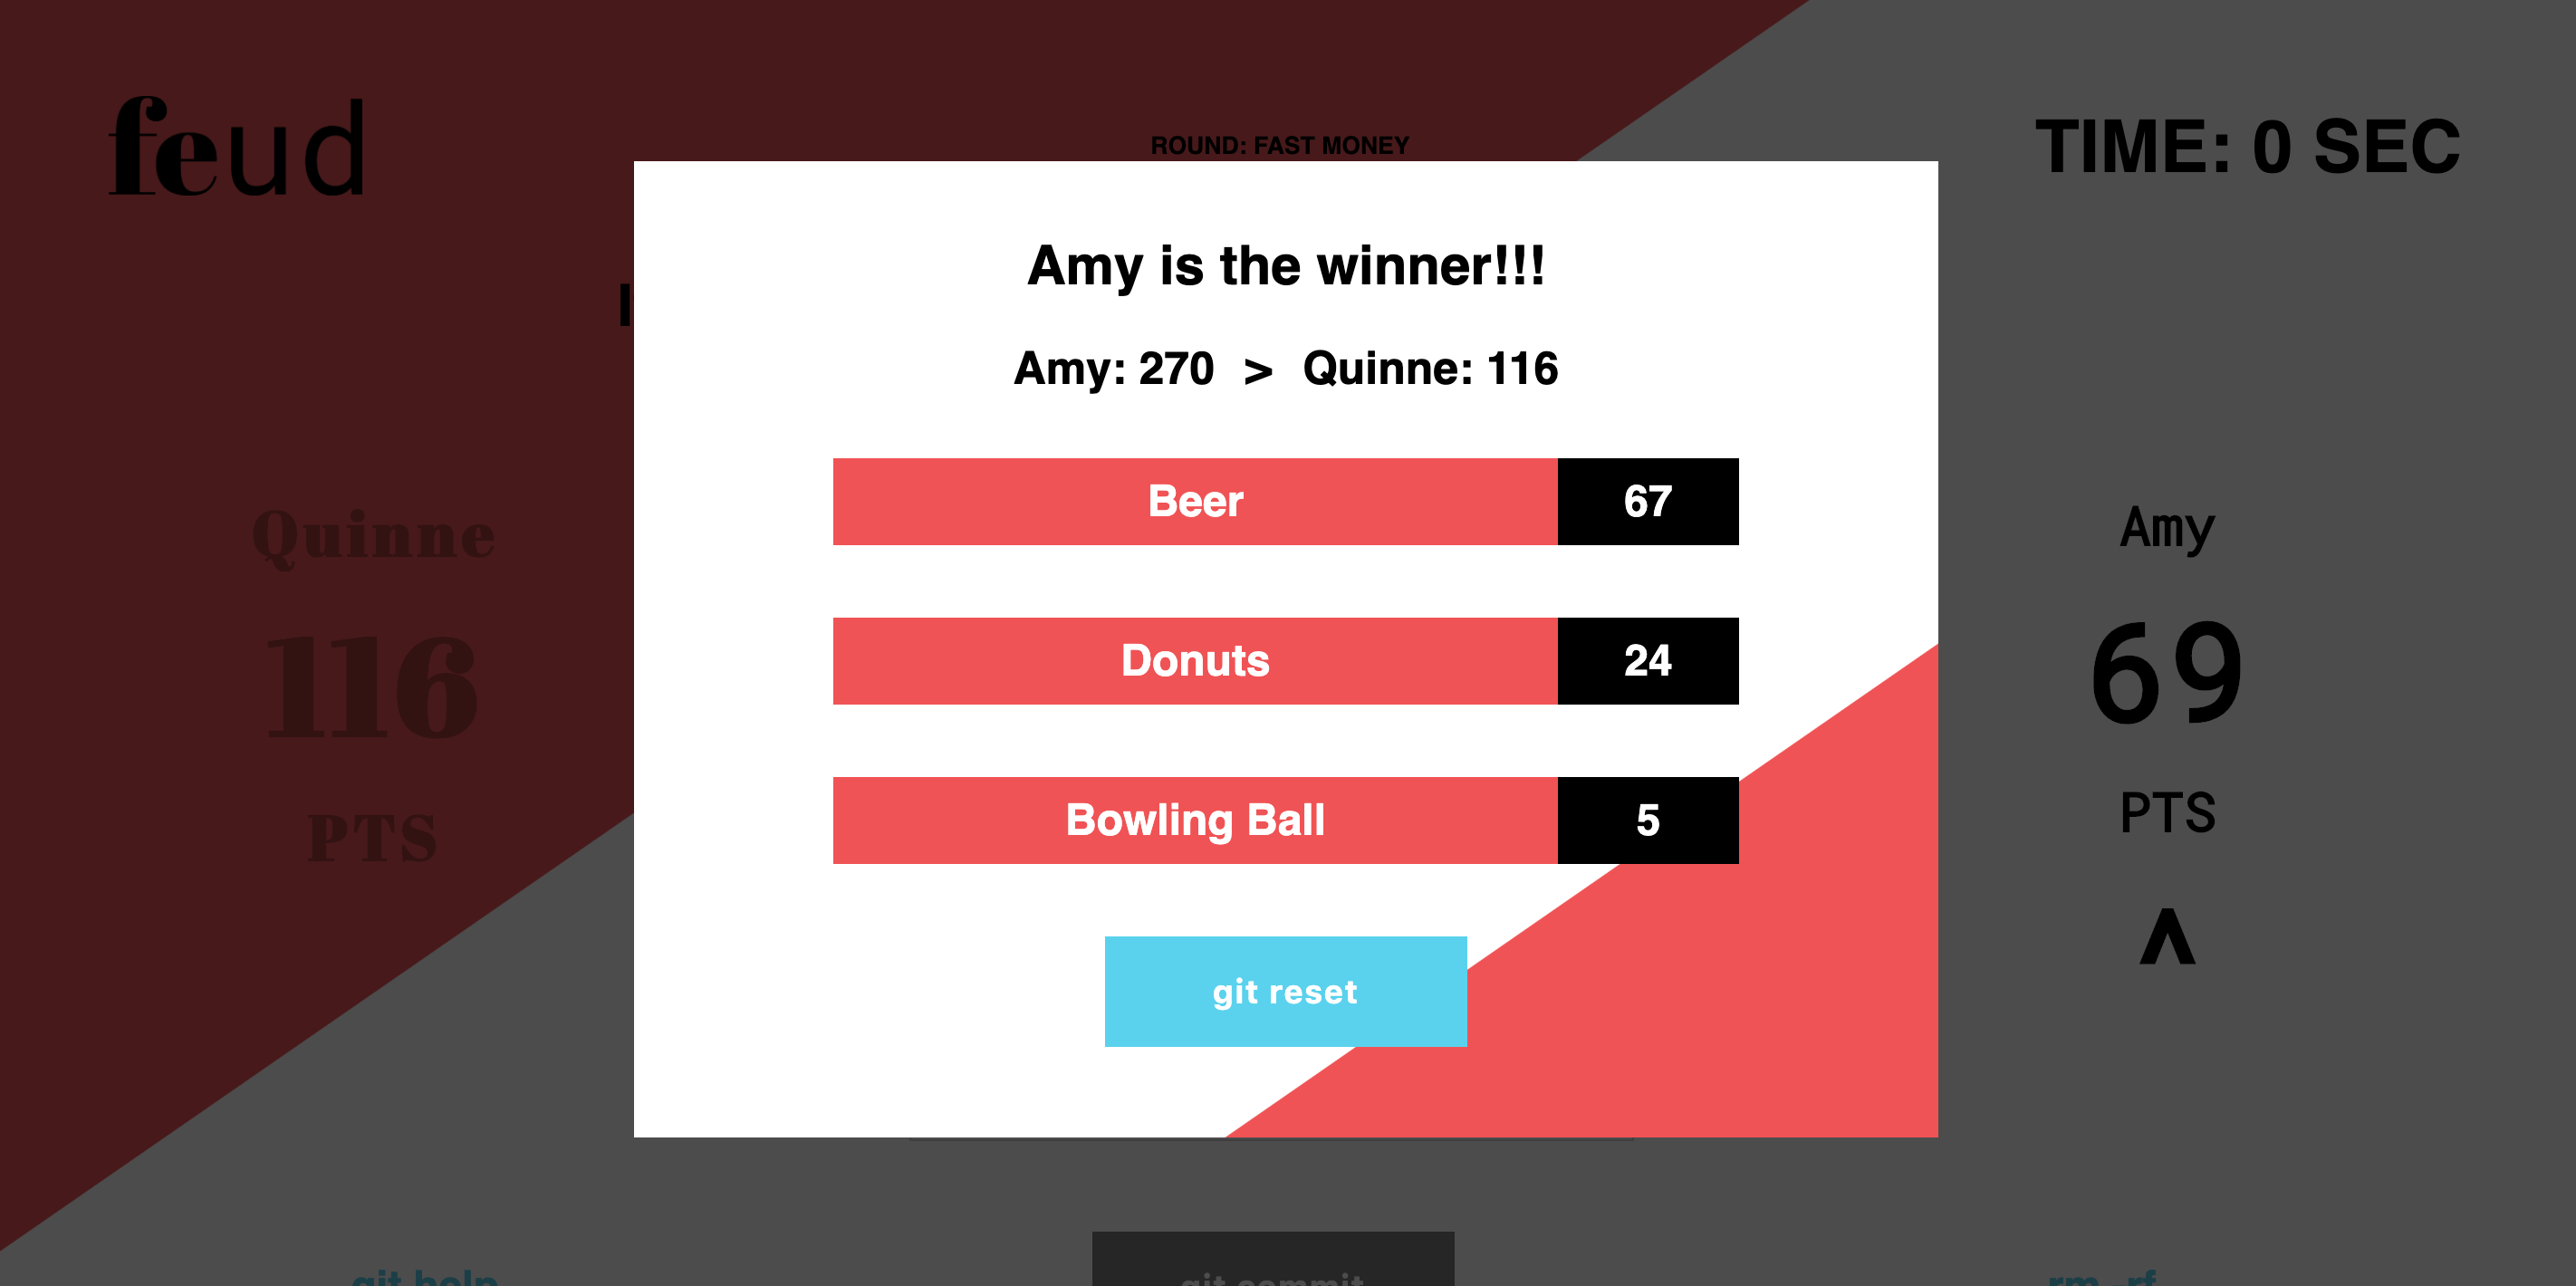 feud
ROUND: FAST MONEY
TIME: 0 SEC
Amy is the winner!!!
Amy: 270 > Quinne: 116
Beer 67
Donuts 24
Bowling Ball 5
git reset
Quinne
116
PTS
Amy
69
PTS
^
git help
git commit
rm -rf